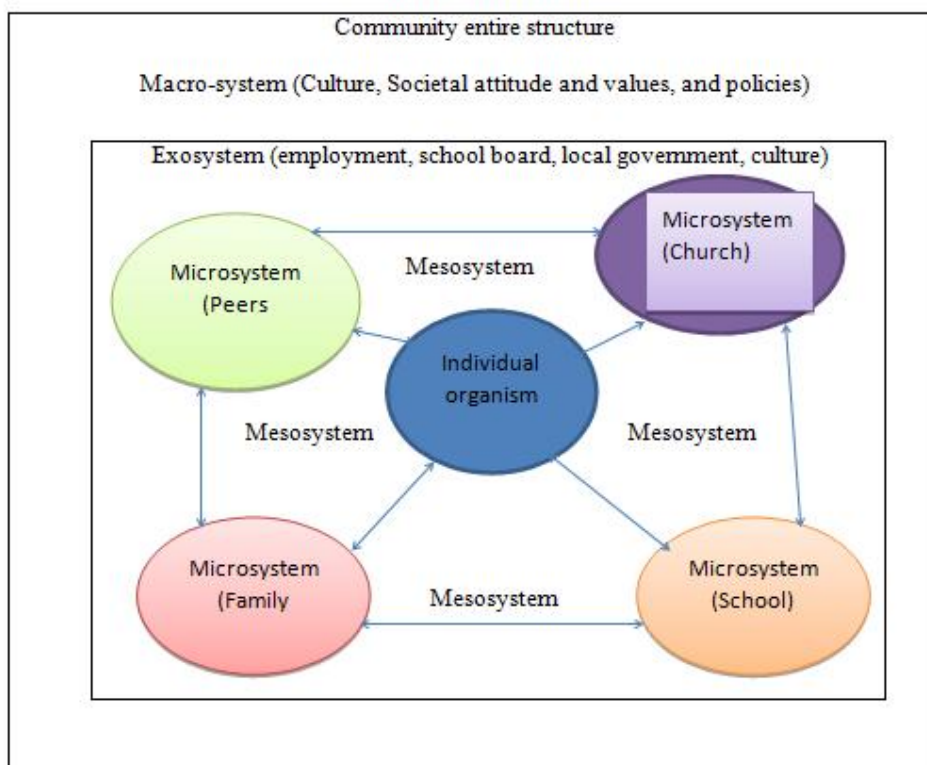 Community entire structure
Macro-system (Culture, Societal attitude and values, and policies)
Exosystem (employment, school board, local government, culture)
Microsystem
(Church)
Microsystem
(Peers
Mesosystem
Individual
organism
Mesosystem
Mesosystem
Microsystem
(Family
Mesosystem
Microsystem
(School)